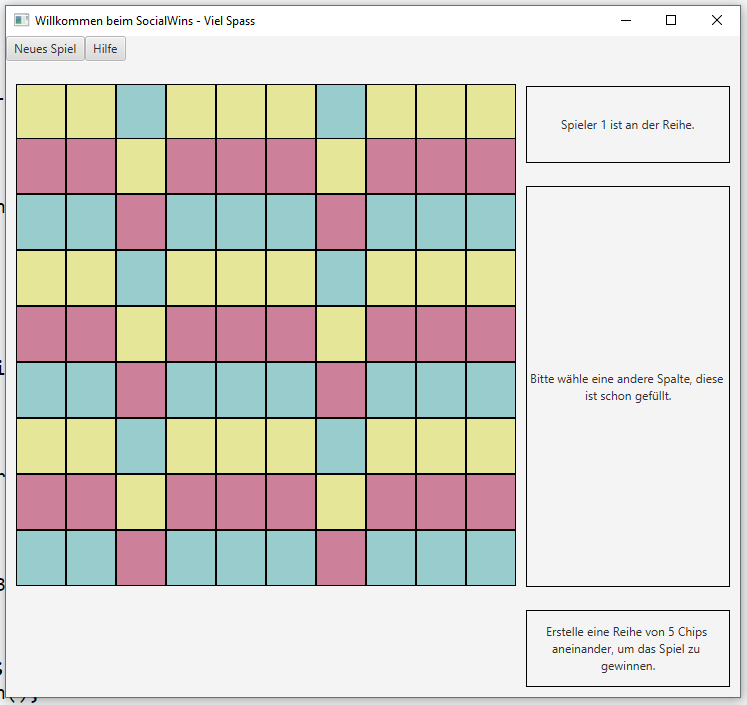 Willkommen beim SocialWins - Viel Spass
Neues Spiel
Hilfe
Spieler 1 ist an der Reihe.
Bitte wähle eine andere Spalte, diese
ist schon gefüllt.
Erstelle eine Reihe von 5 Chips
aneinander, um das Spiel zu
gewinnen.